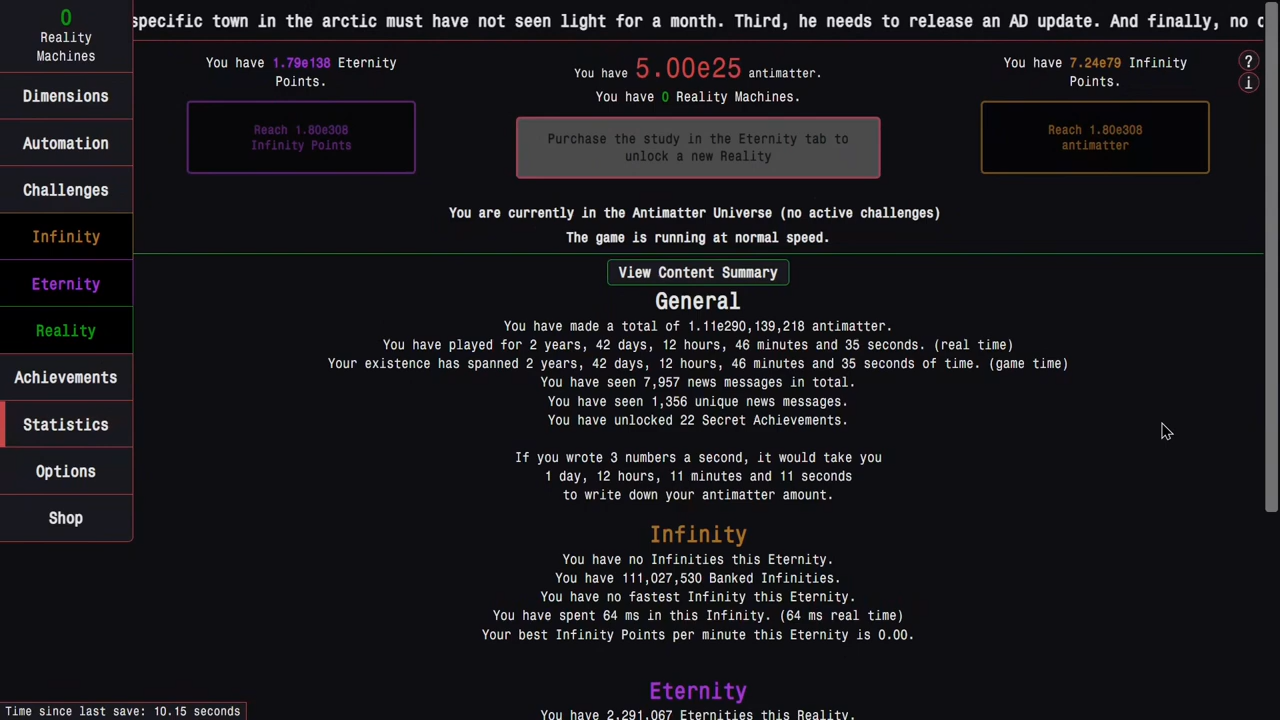 0
Reality
Machines
Dimensions
Automation
Challenges
Infinity
Eternity
Reality
Achievements
Statistics
Options
Shop
specific town in the arctic must have not seen light for a month. Third, he needs to release an AD update. And finally, no
You have 1.79e138 Eternity
Points.
Reach 1.80e308
Infinity Points
You have 5.00e25 antimatter.
You have 0 Reality Machines.
Purchase the study in the Eternity tab to
unlock a new Reality
You have 7.24e79 Infinity
Points.
Reach 1.80e308
antimatter
?
i
You are currently in the Antimatter Universe (no active challenges)
The game is running at normal speed.
View Content Summary
General
You have made a total of 1.11e290,139,218 antimatter.
You have played for 2 years, 42 days, 12 hours, 46 minutes and 35 seconds. (real time)
Your existence has spanned 2 years, 42 days, 12 hours, 46 minutes and 35 seconds of time. (game time)
You have seen 7,957 news messages in total.
You have seen 1,356 unique news messages.
You have unlocked 22 Secret Achievements.
If you wrote 3 numbers a second, it would take you
1 day, 12 hours, 11 minutes and 11 seconds
to write down your antimatter amount.
Infinity
You have no Infinities this Eternity.
You have 111,027,530 Banked Infinities.
You have no fastest Infinity this Eternity.
You have spent 64 ms in this Infinity. (64 ms real time)
Your best Infinity Points per minute this Eternity is 0.00.
Eternity
You have 2,291,067 Eternities this Reality.
Time since last save: 10.15 seconds